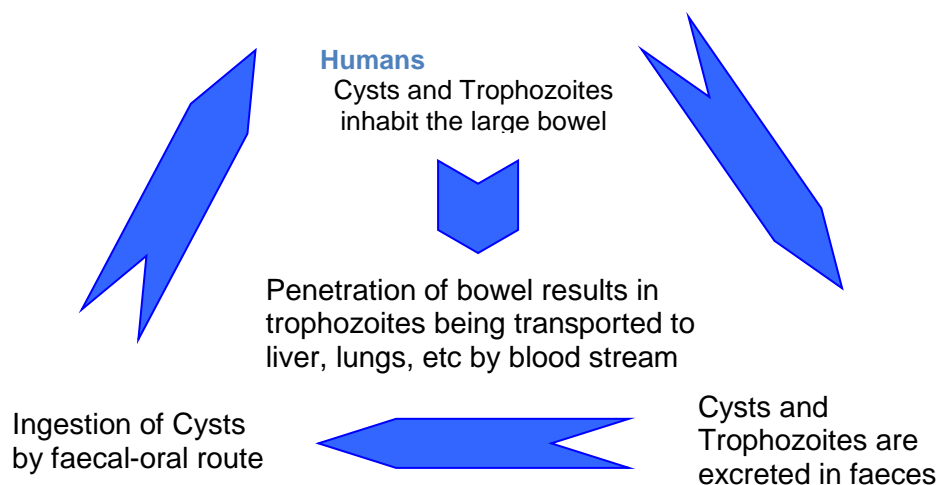 Humans
Cysts and Trophozoites
inhabit the large bowel
Penetration of bowel results in
trophozoites being transported to
liver, lungs, etc by blood stream
Ingestion of Cysts
by faecal-oral route
Cysts and
Trophozoites are
excreted in faeces